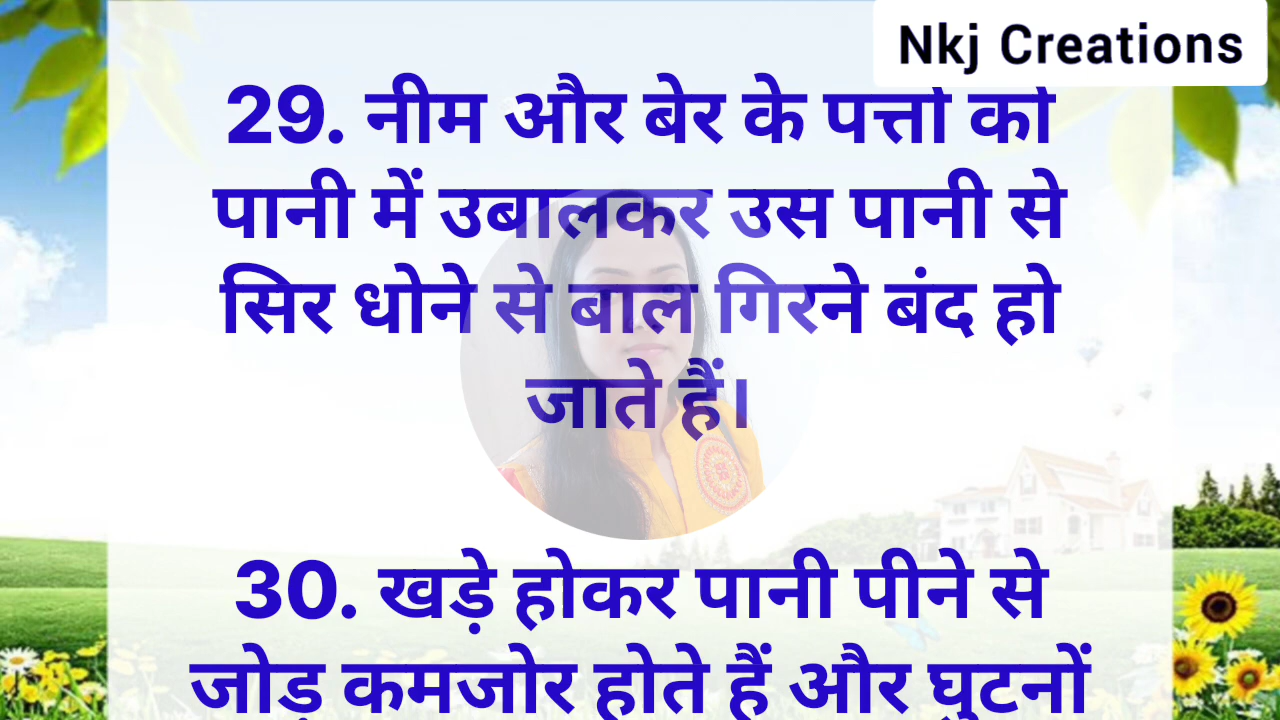 Nkj Creations
29. नीम और बेर के पत्तों को
पानी में उबालकर उस पानी से
सिर धोने से बाल गिरने बंद हो
जाते हैं।
30. खड़े होकर पानी पीने से
जोड़ कमजोर होते हैं और घुटनों